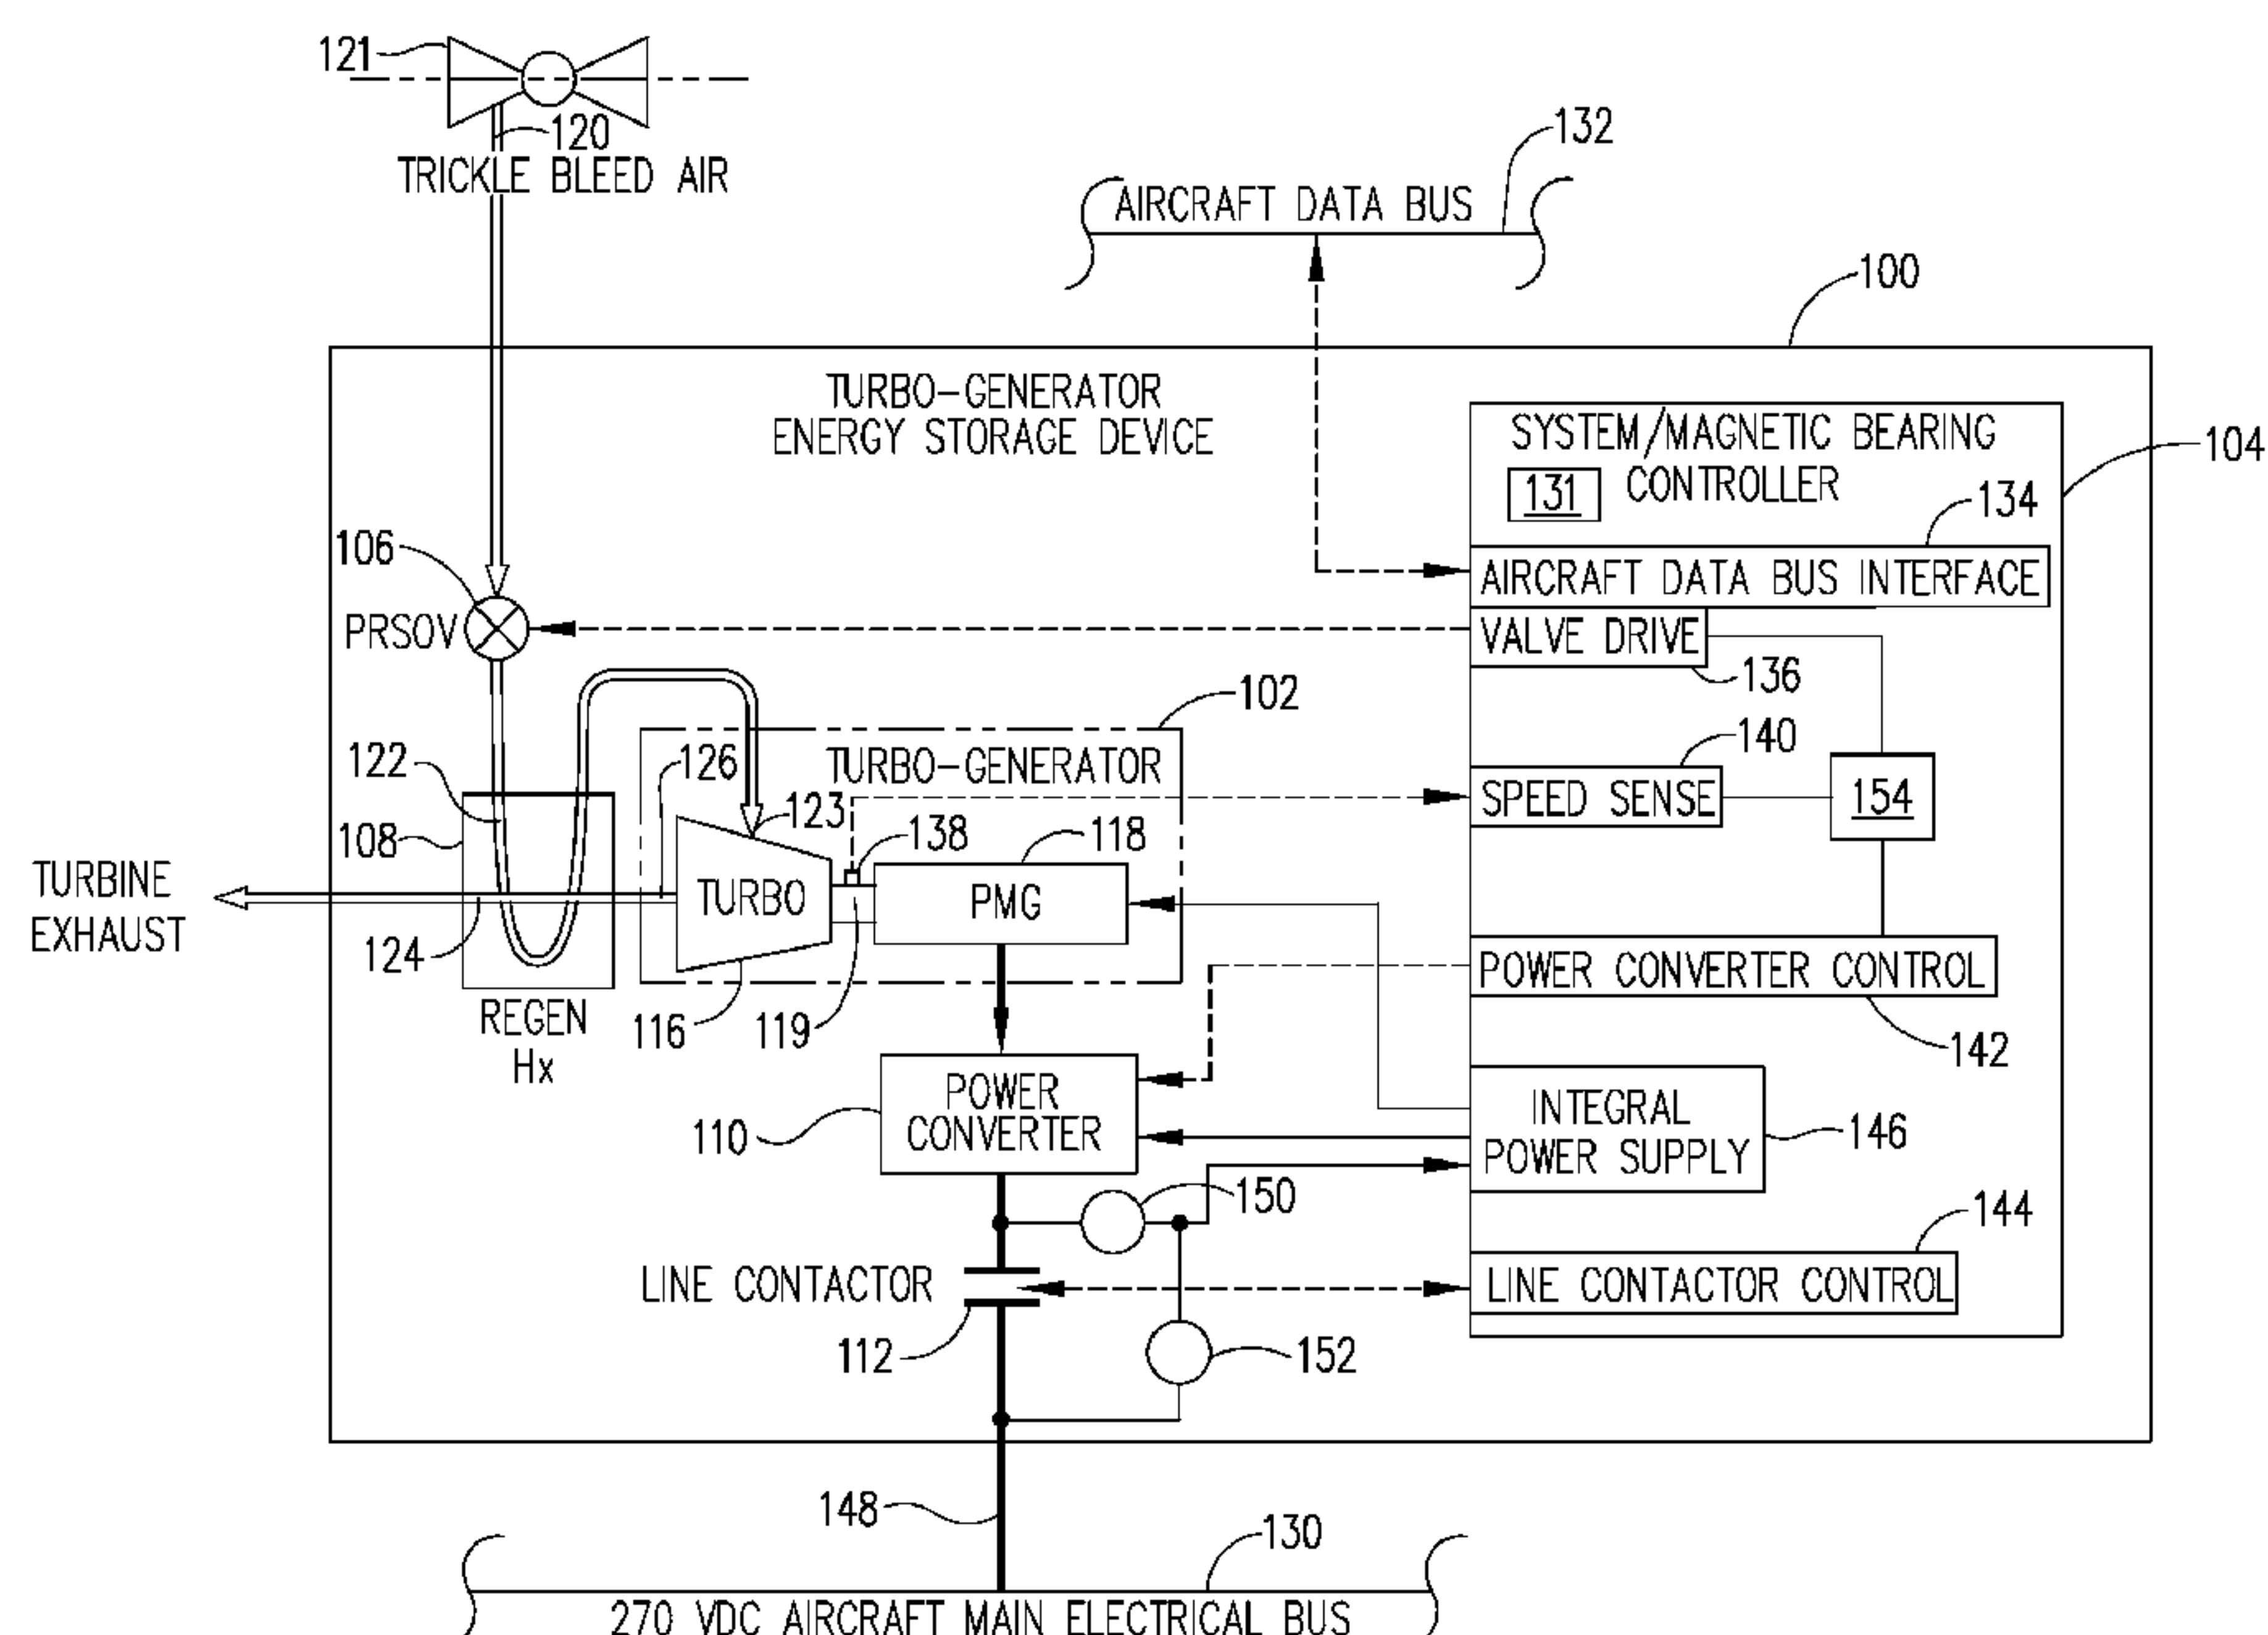 121
120
TRICKLE BLEED AIR
132
AIRCRAFT DATA BUS
100
TURBO-GENERATOR
ENERGY STORAGE DEVICE
SYSTEM/MAGNETIC BEARING
CONTROLLER
131
104
134
106
AIRCRAFT DATA BUS INTERFACE
PRSOV
VALVE DRIVE
136
102
122
126
TURBO-GENERATOR
140
SPEED SENSE
154
123
138
118
108
TURBINE
EXHAUST
TURBO
PMG
124
POWER CONVERTER CONTROL
REGEN
Hx
116
119
142
POWER
CONVERTER
110
INTEGRAL
POWER SUPPLY
146
150
144
LINE CONTACTOR
LINE CONTACTOR CONTROL
112
152
148
130
270 VDC AIRCRAFT MAIN ELECTRICAL BUS